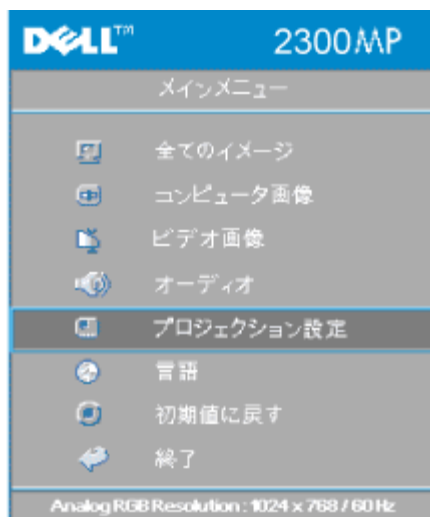 DELL™ 2300MP
メインメニュー
全てのイメージ
コンピュータ画像
ビデオ画像
オーディオ
プロジェクション設定
言語
初期値に戻す
終了
Analog RGB Resolution : 1024 x 768 / 60 Hz